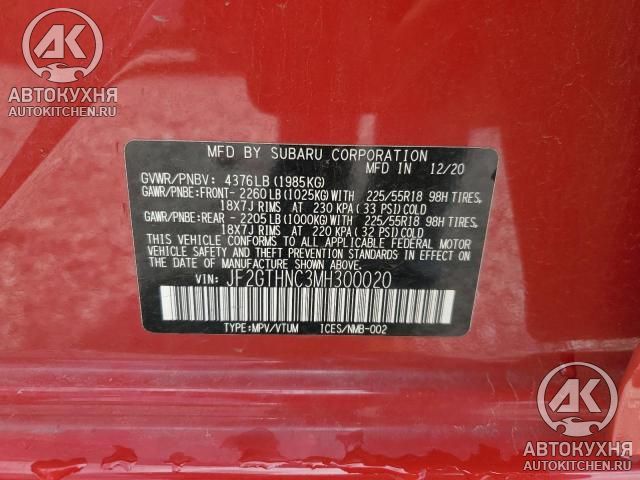 AK
АВТОКУХНЯ
AUTOKITCHEN.RU
MFD BY SUBARU CORPORATION MFD IN 12/20
GVWR/PNBV: 4376LB (1985KG)
GAWR/PNBE:FRONT- 2260LB (1025KG)WITH 225/55R18 98H TIRES,
18X7J RIMS AT 230 KPA (33 PSI)COLD
GAWR/PNBE:REAR - 2205LB (1000KG)WITH 225/55R18 98H TIRES,
18X7J RIMS AT 220 KPA (32 PSI)COLD
THIS VEHICLE CONFORMS TO ALL APPLICABLE FEDERAL MOTOR
VEHICLE SAFETY AND THEFT PREVENTION STANDARDS IN EFFECT
ON THE DATE OF MANUFACTURE SHOWN ABOVE.
VIN: JF2GTHNC3MH300020
TYPE:MPV/VTUM ICES/NMB-002
AK
АВТОКУХНЯ
AUTOKITCHEN.RU